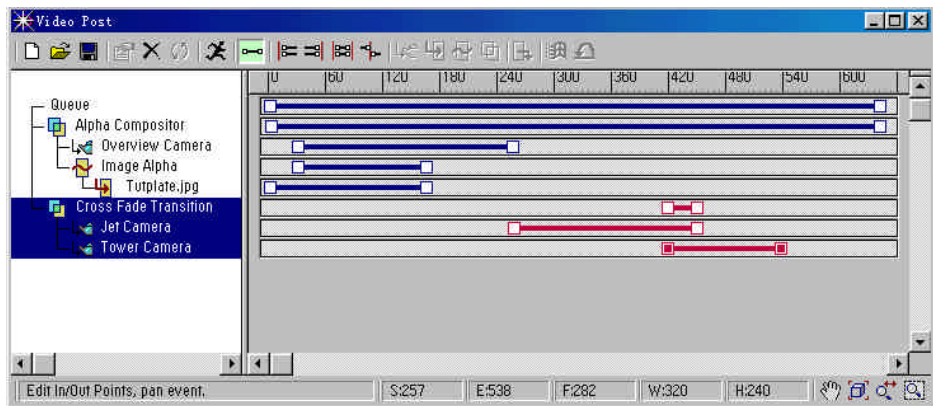 Video Post
0 60 120 180 240 300 360 420 480 540 600
Queue
Alpha Compositor
Overview Camera
Image Alpha
Tutplate.jpg
Cross Fade Transition
Jet Camera
Tower Camera
Edit In/Out Points, pan event. S:257 E:538 F:282 W:320 H:240